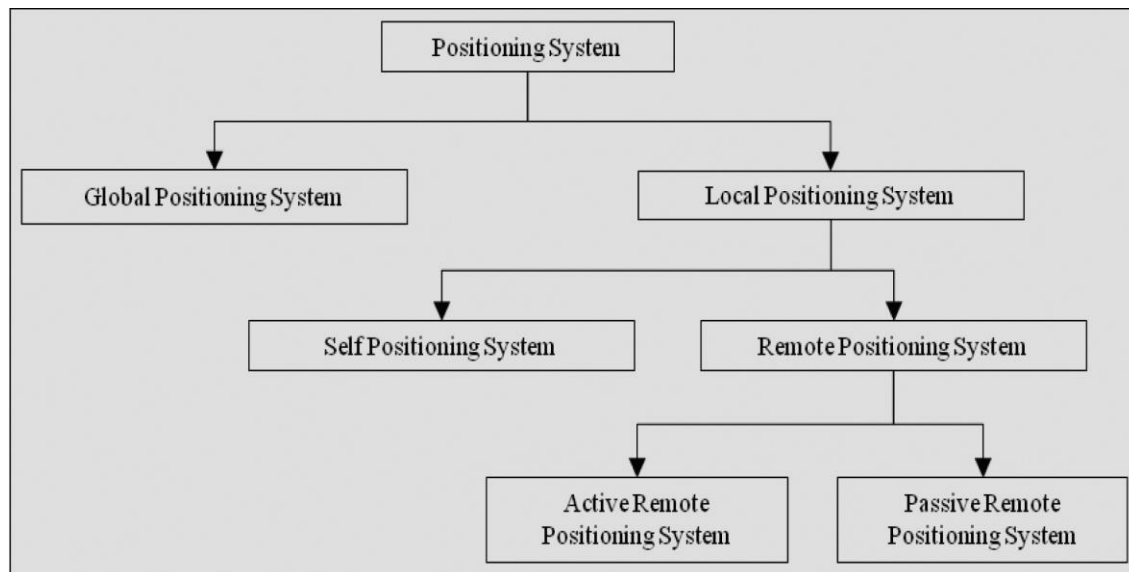 Positioning System
Global Positioning System
Local Positioning System
Self Positioning System
Remote Positioning System
Active Remote
Positioning System
Passive Remote
Positioning System